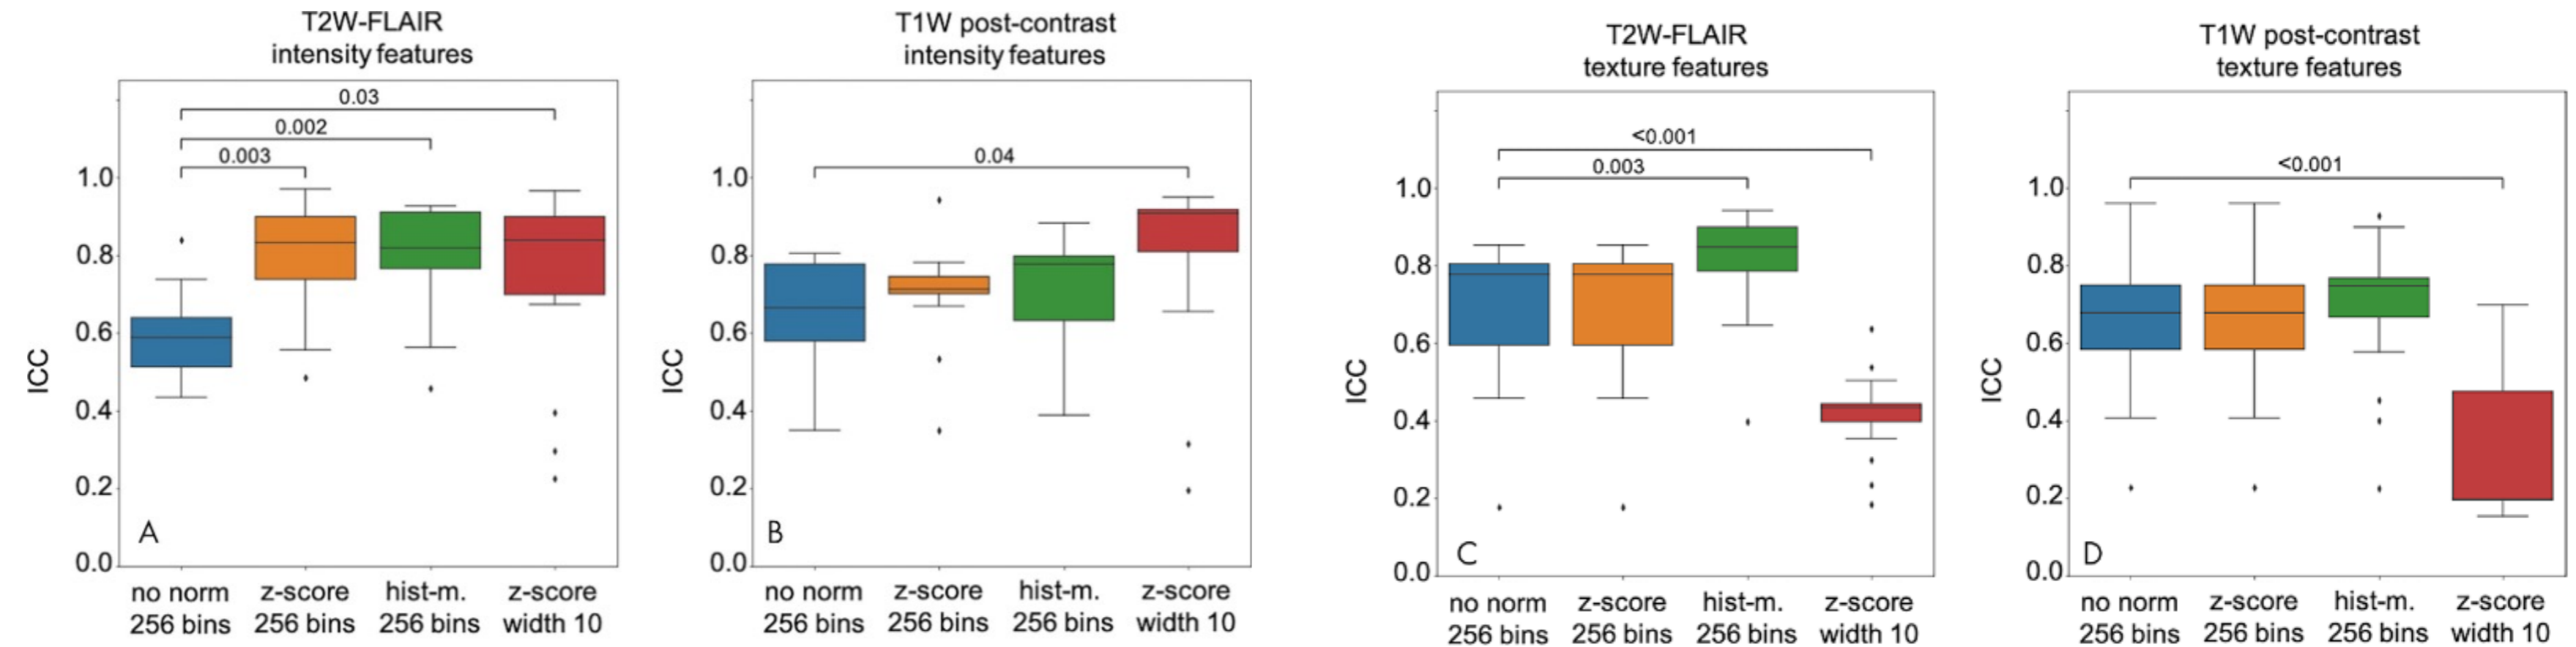 T2W-FLAIR
intensity features
0.03
0.002
0.003
1.0
0.8
0.6
0.4
0.2
0.0
ICC
A
no norm 256 bins
z-score 256 bins
hist-m. 256 bins
z-score width 10
T1W post-contrast
intensity features
0.04
1.0
0.8
0.6
0.4
0.2
0.0
ICC
B
no norm 256 bins
z-score 256 bins
hist-m. 256 bins
z-score width 10
T2W-FLAIR
texture features
<0.001
0.003
1.0
0.8
0.6
0.4
0.2
0.0
ICC
C
no norm 256 bins
z-score 256 bins
hist-m. 256 bins
z-score width 10
T1W post-contrast
texture features
<0.001
1.0
0.8
0.6
0.4
0.2
0.0
ICC
D
no norm 256 bins
z-score 256 bins
hist-m. 256 bins
z-score width 10